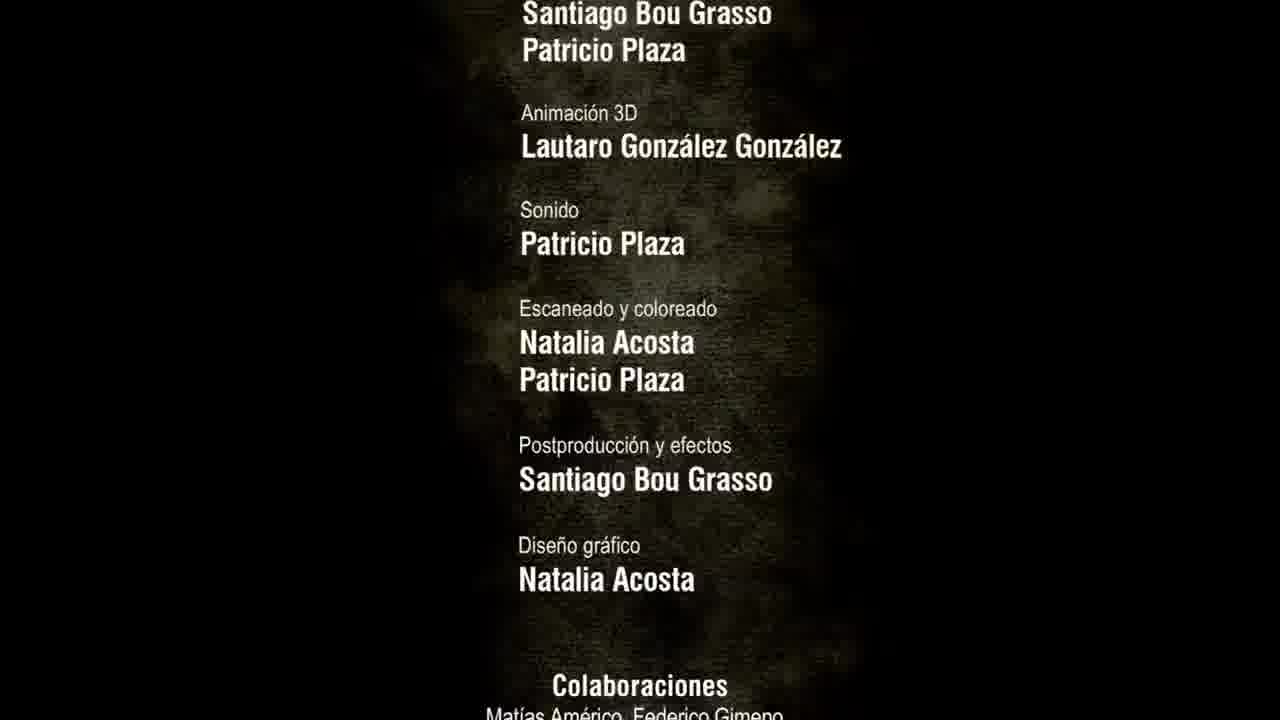 Santiago Bou Grasso
Patricio Plaza
Animación 3D
Lautaro González González
Sonido
Patricio Plaza
Escaneado y coloreado
Natalia Acosta
Patricio Plaza
Postproducción y efectos
Santiago Bou Grasso
Diseño gráfico
Natalia Acosta
Colaboraciones
Matías Américo, Federico Gimeno